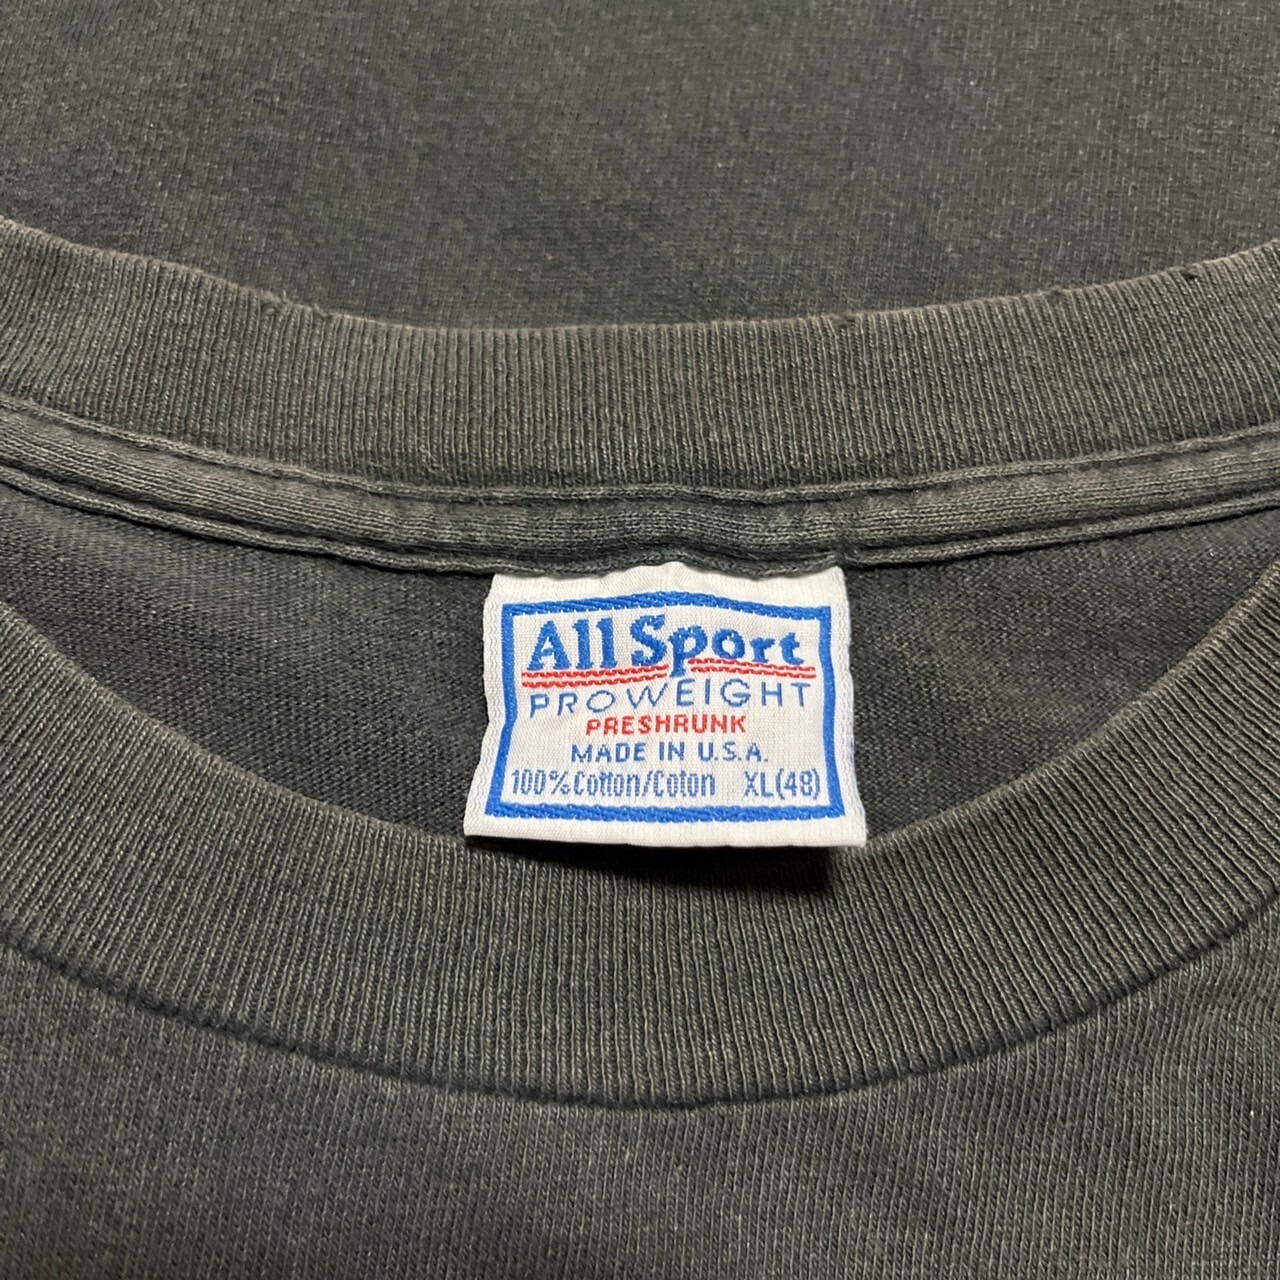 All Sport
PROWEIGHT
PRESHRUNK
MADE IN U.S.A.
100% Cotton/Coton XL(48)